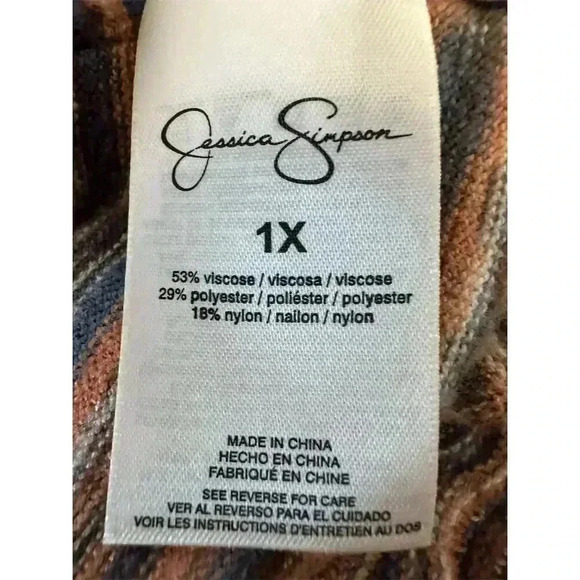 Jessica Simpson
1X
53% viscose / viscosa / viscose
29% polyester / poliéster / polyester
18% nylon / nailon / nylon
MADE IN CHINA
HECHO EN CHINA
FABRIQUÉ EN CHINE
SEE REVERSE FOR CARE
VER AL REVERSO PARA EL CUIDADO
VOIR LES INSTRUCTIONS D'ENTRETIEN AU DOS